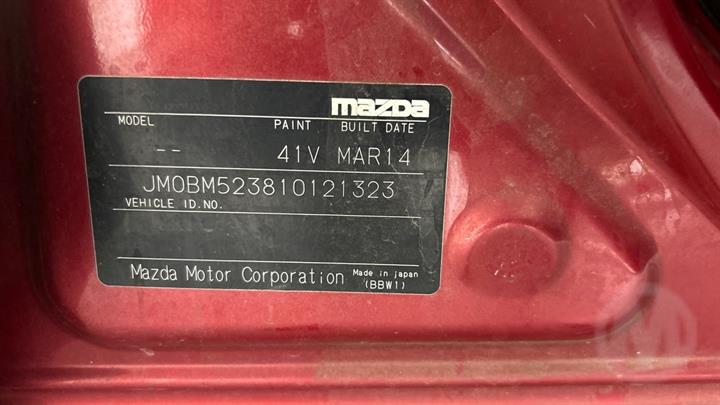 mazda
MODEL PAINT BUILT DATE
-- 41V MAR14
JM0BM523810121323
VEHICLE ID.NO.
Mazda Motor Corporation Made in japan
(BBW1)